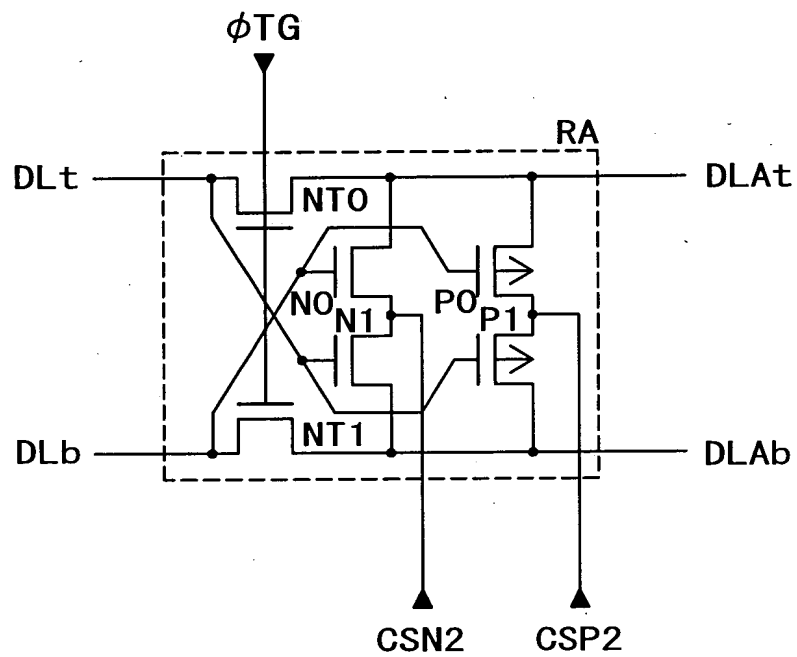 ϕTG
RA
DLt
DLAt
NT0
N0
P0
N1
P1
NT1
DLb
DLAb
CSN2
CSP2